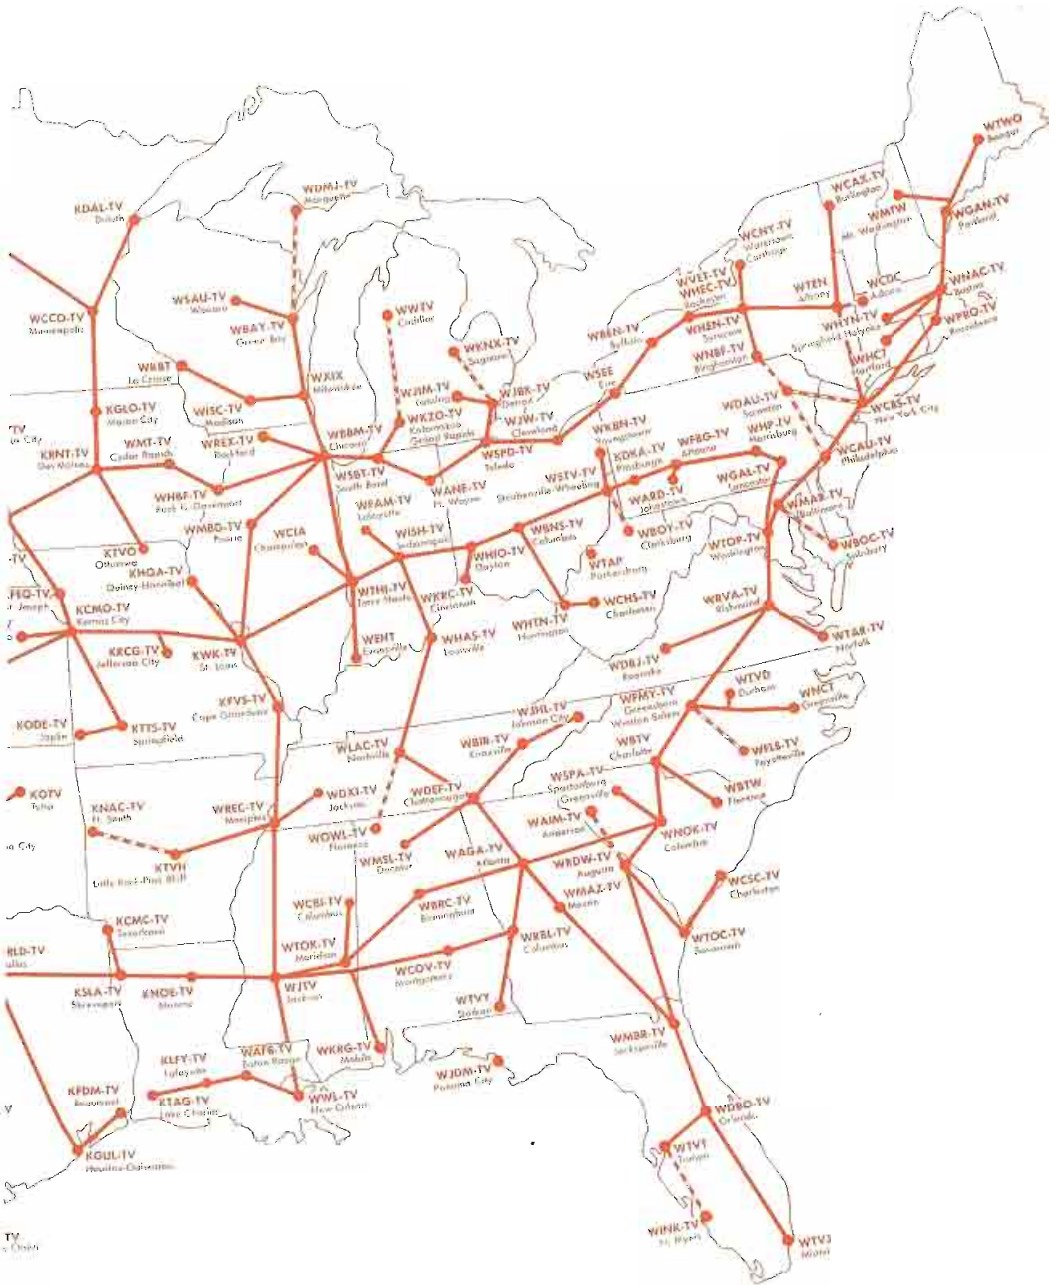 WTWO
Bangor
WDMJ-TV
Marquette
WCAX-TV
Burlington
WMTW
Mt. Washington
WGAN-TV
Portland
KDAL-TV
Duluth
WCNY-TV
Watertown
Carthage
WVET-TV
WHEC-TV
Rochester
WTEN
Albany
WCDC
Adams
WNAC-TV
Boston
WSAU-TV
Wausau
WWTV
Cadillac
WCCO-TV
Minneapolis
WBAY-TV
Green Bay
WBEN-TV
Buffalo
WHEN-TV
Syracuse
WHYN-TV
Springfield Holyoke
WPRO-TV
Providence
WKNX-TV
Saginaw
WNBF-TV
Binghamton
WHCT
Hartford
WKBT
La Crosse
WXIX
Milwaukee
WSEE
Erie
WJIM-TV
Lansing
WJBK-TV
Detroit
WDAU-TV
Scranton
WCBS-TV
New York City
KGLO-TV
Mason City
WISC-TV
Madison
WKZO-TV
Kalamazoo
Grand Rapids
WJW-TV
Cleveland
WKBN-TV
Youngstown
WHP-TV
Harrisburg
TV
KRNT-TV
Des Moines
WMT-TV
Cedar Rapids
WREX-TV
Rockford
WBBM-TV
Chicago
WFBG-TV
Altoona
KDKA-TV
Pittsburgh
WCAU-TV
Philadelphia
WSPD-TV
Toledo
WSBT-TV
South Bend
WSTV-TV
Steubenville-Wheeling
WGAL-TV
Lancaster
WANE-TV
Ft. Wayne
WHBF-TV
Rock Is.-Davenport
WARD-TV
Johnstown
WMAR-TV
Baltimore
WFAM-TV
Lafayette
WMBD-TV
Peoria
WCIA
Champaign
WISH-TV
Indianapolis
WBNS-TV
Columbus
WBOY-TV
Clarksburg
WTOP-TV
Washington
WBOC-TV
Salisbury
-TV
KTVO
Ottumwa
WHIO-TV
Dayton
WTAP
Parkersburg
KHQA-TV
Quincy-Hannibal
WTHI-TV
Terre Haute
WKRC-TV
Cincinnati
WCHS-TV
Charleston
FEQ-TV
St Joseph
KCMO-TV
Kansas City
WHTN-TV
Huntington
WRVA-TV
Richmond
KRCG-TV
Jefferson City
KWK-TV
St. Louis
WEHT
Evansville
WHAS-TV
Louisville
WTAR-TV
Norfolk
WDBJ-TV
Roanoke
KFVS-TV
Cape Girardeau
WTVD
Durham
WNCT
Greenville
WFMY-TV
Greensboro
Winston Salem
WJHL-TV
Johnson City
KODE-TV
Joplin
KTTS-TV
Springfield
WLAC-TV
Nashville
WBIR-TV
Knoxville
WBTV
Charlotte
WFLB-TV
Fayetteville
KOTV
Tulsa
KNAC-TV
Ft. Smith
WREC-TV
Memphis
WDXI-TV
Jackson
WDEF-TV
Chattanooga
WSPA-TV
Spartanburg
Greenville
WBTW
Florence
WAIM-TV
Anderson
WOWL-TV
Florence
WMSL-TV
Decatur
WAGA-TV
Atlanta
WNOK-TV
Columbia
KTVH
Little Rock-Pine Bluff
WRDW-TV
Augusta
WCSC-TV
Charleston
WMAZ-TV
Macon
WCBI-TV
Columbus
WBRC-TV
Birmingham
KCMC-TV
Texarkana
WTOK-TV
Meridian
WRBL-TV
Columbus
WTOC-TV
Savannah
RLD-TV
allas
WCOV-TV
Montgomery
KSLA-TV
Shreveport
KNOE-TV
Monroe
WJTV
Jackson
WTVY
Dothan
WMBR-TV
Jacksonville
WAFB-TV
Baton Rouge
WKRG-TV
Mobile
KLFY-TV
Lafayette
WJDM-TV
Panama City
KFDM-TV
Beaumont
KTAG-TV
Lake Charles
WWL-TV
New Orleans
WDBO-TV
Orlando
KGUL-TV
Houston-Galveston
WTVT
Tampa
WINK-TV
Ft. Myers
WTVJ
Miami
TV